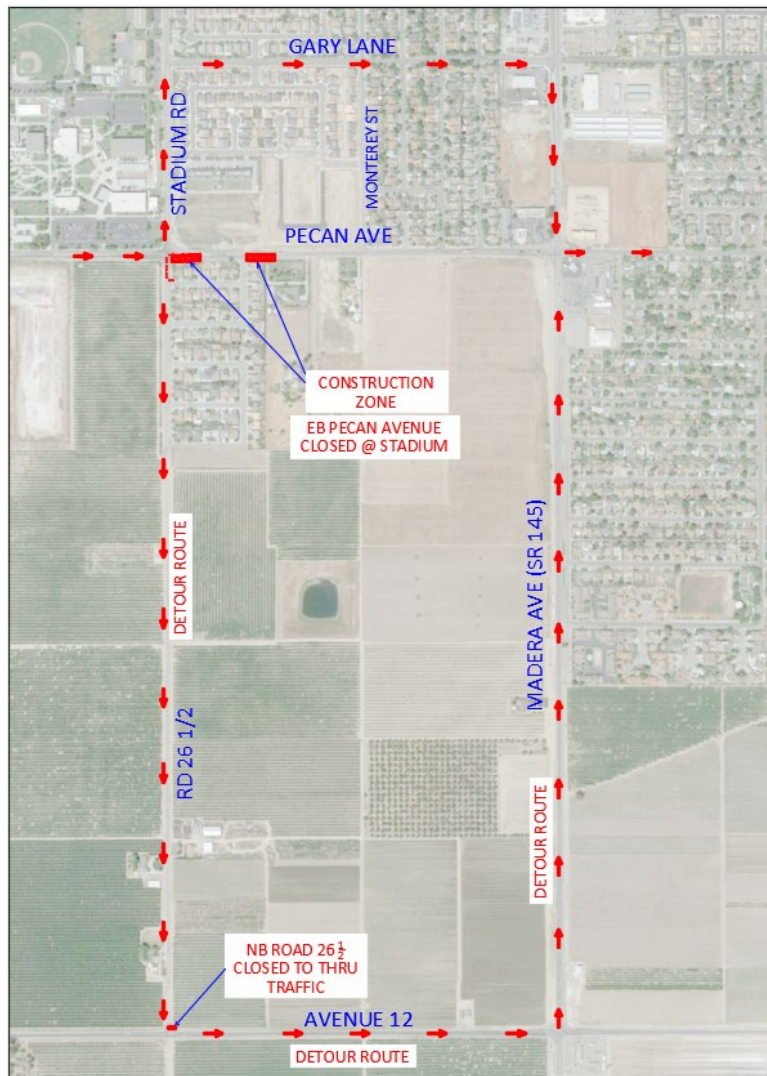 GARY LANE
STADIUM RD
MONTEREY ST
PECAN AVE
CONSTRUCTION
ZONE
EB PECAN AVENUE
CLOSED @ STADIUM
DETOUR ROUTE
MADERA AVE (SR 145)
RD 26 1/2
DETOUR ROUTE
NB ROAD 26 ½
CLOSED TO THRU
TRAFFIC
AVENUE 12
DETOUR ROUTE